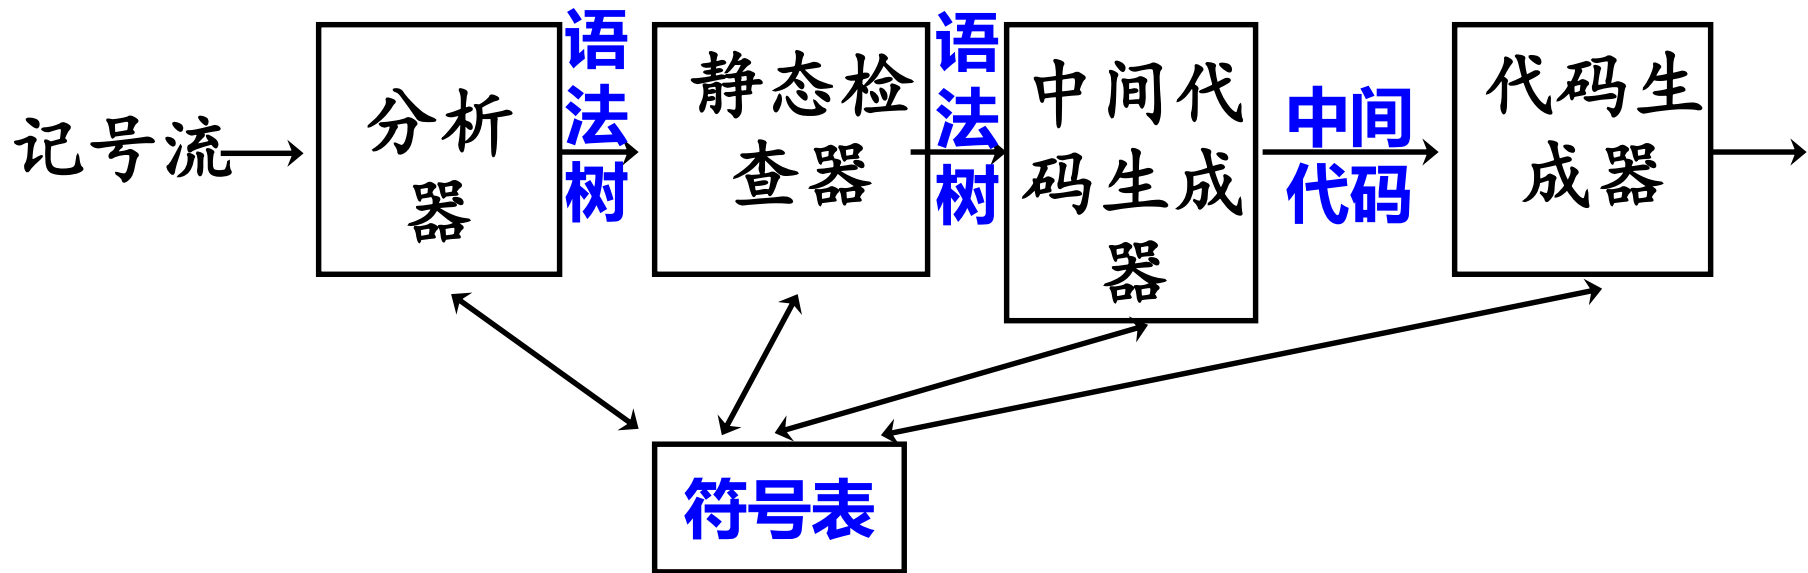 记号流
分析
器
语
法
树
静态检
查器
语
法
树
中间代
码生成
器
中间
代码
代码生
成器
符号表